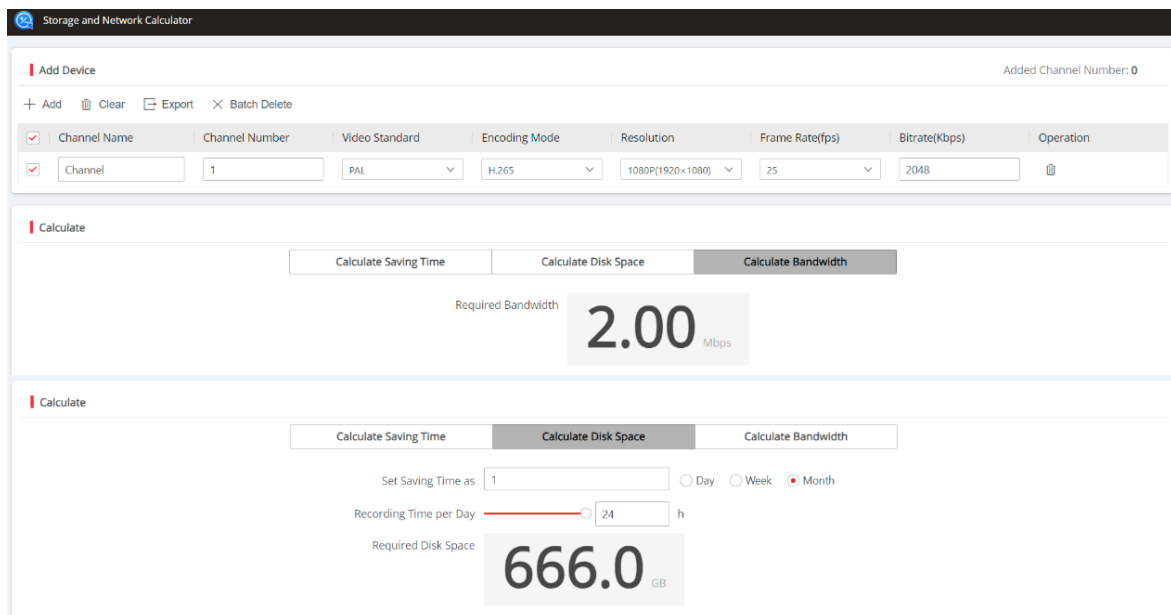 Storage and Network Calculator
Add Device
Added Channel Number: 0
Add Clear Export Batch Delete
Channel Name Channel Number Video Standard Encoding Mode Resolution Frame Rate(fps) Bitrate(Kbps) Operation
Channel 1 PAL H.265 1080P(1920×1080) 25 2048
Calculate
Calculate Saving Time Calculate Disk Space Calculate Bandwidth
Required Bandwidth 2.00 Mbps
Calculate
Calculate Saving Time Calculate Disk Space Calculate Bandwidth
Set Saving Time as 1 Day Week Month
Recording Time per Day 24 h
Required Disk Space 666.0 GB